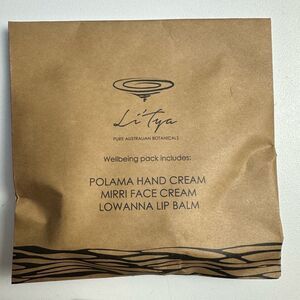 Li'Tya
PURE AUSTRALIAN BOTANICALS
Wellbeing pack includes:
POLAMA HAND CREAM
MIRRI FACE CREAM
LOWANNA LIP BALM